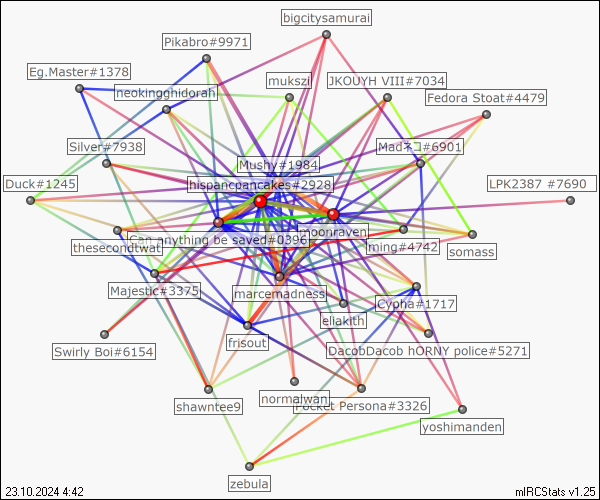 bigcitysamurai
Pikabro#9971
Eg.Master#1378
mukszi
JKOUYH VIII#7034
neokingghidorah
Fedora Stoat#4479
Silver#7938
Madネコ#6901
Mushy#1984
Duck#1245
hispanicpancakes#2928
LPK2387 #7690
moonraven
Can anything be saved#0396
thesecondtwat
ming#4742
somass
Majestic#3375
marcemadness
Cypha#1717
eliakith
Swirly Boi#6154
frisout
DacobDacob hORNY police#5271
normalwan
shawntee9
Pocket Persona#3326
yoshimanden
zebula
23.10.2024 4:42
mIRCStats v1.25